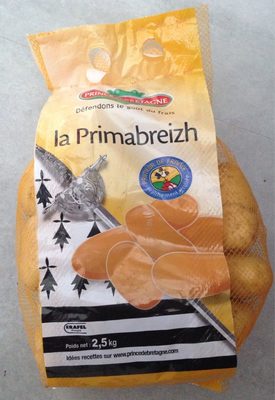 PRINCE DE BRETAGNE
Défendons le goût du frais
la Primabreizh
CRAFEL
Poids net : 2,5 kg
Idées recettes sur www.princedebretagne.com